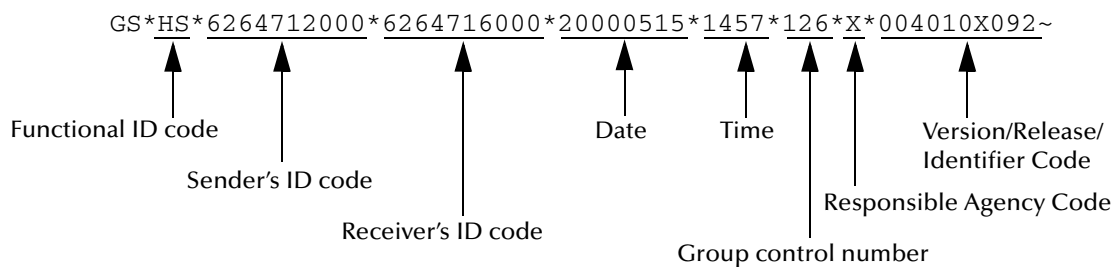 GS*HS*6264712000*6264716000*20000515*1457*126*X*004010X092~
Functional ID code
Date
Time
Version/Release/
Identifier Code
Sender's ID code
Responsible Agency Code
Receiver's ID code
Group control number